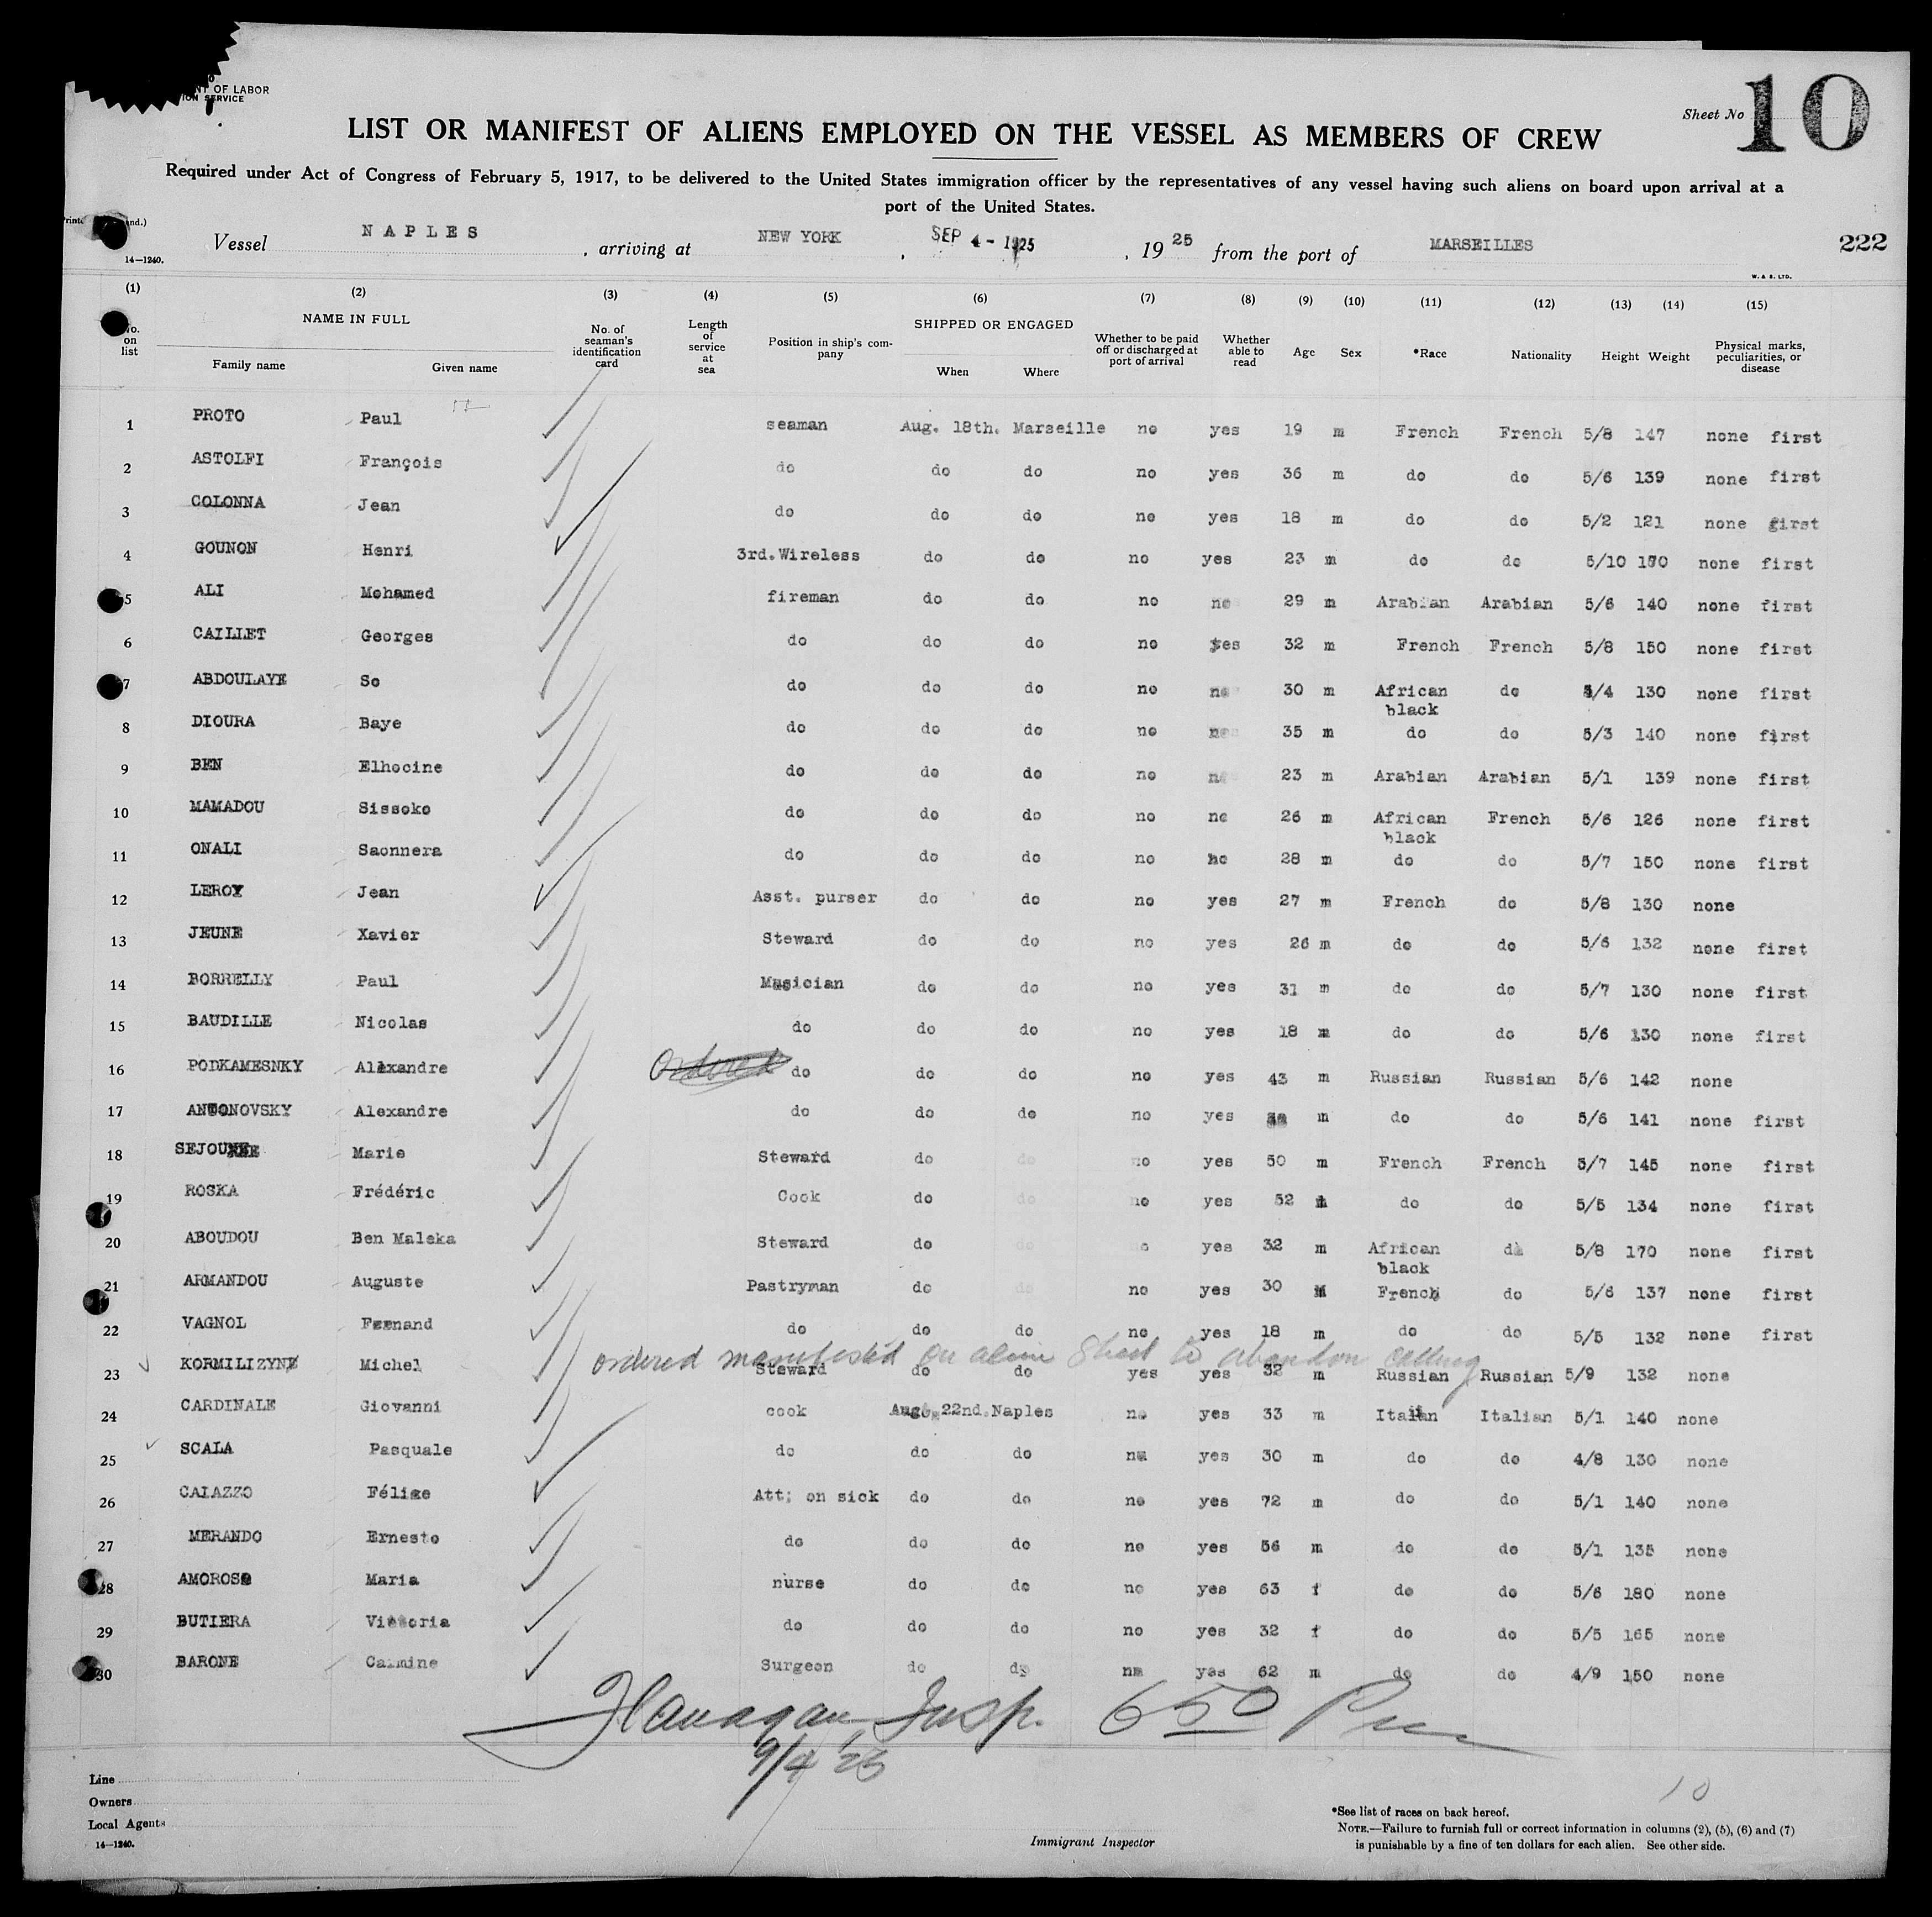 NT OF LABOR
ION SERVICE
Sheet No 10
LIST OR MANIFEST OF ALIENS EMPLOYED ON THE VESSEL AS MEMBERS OF CREW
Required under Act of Congress of February 5, 1917, to be delivered to the United States immigration officer by the representatives of any vessel having such aliens on board upon arrival at a
port of the United States.
Vessel NAPLES , arriving at NEW YORK , SEP 4 - 1925 , 19 25 from the port of MARSEILLES 222
14—1240.
W. & S. LTD.
(1) (2) (3) (4) (5) (6) (7) (8) (9) (10) (11) (12) (13) (14) (15)
No. on list NAME IN FULL Family name Given name No. of seaman's identification card Length of service at sea Position in ship's company SHIPPED OR ENGAGED When Where Whether to be paid off or discharged at port of arrival Whether able to read Age Sex *Race Nationality Height Weight Physical marks, peculiarities, or disease
1 PROTO Paul seaman Aug. 18th. Marseille no yes 19 m French French 5/8 147 none first
2 ASTOLFI François do do do no yes 36 m do do 5/6 139 none first
3 COLONNA Jean do do do no yes 18 m do do 5/2 121 none girst
4 GOUNON Henri 3rd.Wireless do do no yes 23 m do do 5/10 none first
5 ALI Mohamed fireman do do no no 29 m Arabian Arabian 5/6 140 none first
6 CAILLET Georges do do do no yes 32 m French French 5/8 150 none first
7 ABDOULAYE So do do do no no 30 m African black do /4 130 none first
8 DIOURA Baye do do do no no 35 m do do 5/3 140 none first
9 BEN Elhocine do do do no no 23 m Arabian Arabian 5/1 139 none first
10 MAMADOU Sissoko do do do no no 26 m African black French 5/6 126 none first
11 ONALI Saonnera do do do no no 28 m do do 5/7 150 none first
12 LEROY Jean Asst. purser do do no yes 27 m French do 5/8 130 none
13 JEUNE Xavier Steward do do no yes 26 m do do 5/6 132 none first
14 BORRELLY Paul Musician do do no yes 31 m do do 5/7 130 none first
15 BAUDILLE Nicolas do do do no yes 18 m do do 5/6 130 none first
16 PODKAMESNKY Alexandre Ordered do do do no yes 43 m Russian Russian 5/6 142 none
17 ANTONOVSKY Alexandre do do do no yes m do do 5/6 141 none first
18 Marie Steward do do no yes 50 m French French 5/7 145 none first
19 ROSKA Frédéric Cook do do no yes 52 m do do 5/5 134 none first
20 ABOUDOU Ben Maleka Steward do do no yes 32 m African black do 5/8 170 none first
21 ARMANDOU Auguste Pastryman do do no yes 30 M French do 5/6 137 none first
22 VAGNOL Fernand do do do no yes 18 m do do 5/5 132 none first
ordered manifested on alien sheet to abandon calling
23 KORMILIZYNE Michel Steward do do yes yes 32 m Russian Russian 5/9 132 none
24 CARDINALE Giovanni cook Aug. 22nd. Naples no yes 33 m Italian Italian 5/1 140 none
25 SCALA Pasquale do do do no yes 30 m do do 4/8 130 none
26 CAIAZZO Félice Att; on sick do do no yes 72 m do do 5/1 140 none
27 MERANDO Ernesto do do do no yes 56 m do do 5/1 135 none
28 AMOROSO Maria nurse do do no yes 63 f do do 5/6 180 none
29 BUTIERA Vittoria do do do no yes 32 f do do 5/5 165 none
30 BARONE Carmine Surgeon do do no yes 62 m do do 4/9 150 none
Flanagan, Insp. 650 Pm
9/4 25
Line
Owners
Local Agents
14—1240.
10
Immigrant Inspector
*See list of races on back hereof.
NOTE.—Failure to furnish full or correct information in columns (2), (5), (6) and (7)
is punishable by a fine of ten dollars for each alien. See other side.